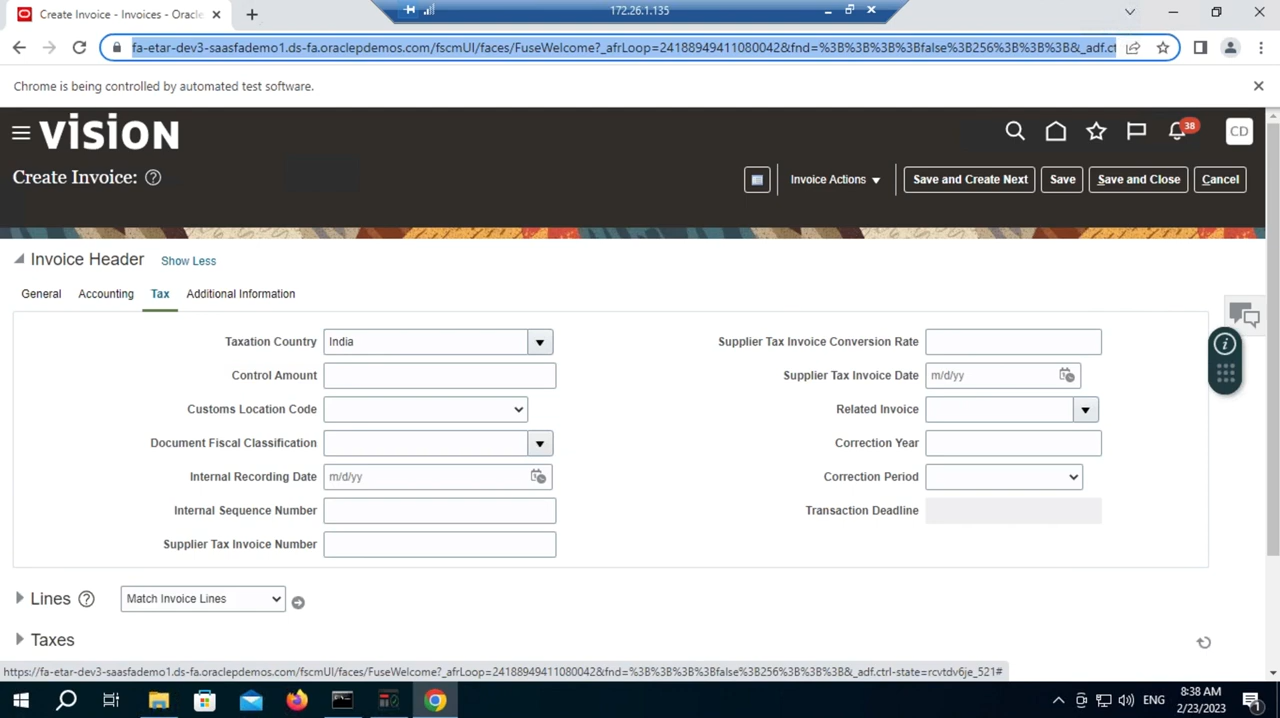 Create Invoice - Invoices - Oracle
172.26.1.135
fa-etar-dev3-saasfademo1.ds-fa.oraclepdemos.com/fscmUI/faces/FuseWelcome?_afrLoop=24188949411080042&fnd=%3B%3B%3B%3Bfalse%3B256%3B%3B%3B&_adf.ct
Chrome is being controlled by automated test software.
VISION
38
CD
Create Invoice:
Invoice Actions
Save and Create Next
Save
Save and Close
Cancel
Invoice Header
Show Less
General
Accounting
Tax
Additional Information
Taxation Country
India
Supplier Tax Invoice Conversion Rate
Control Amount
Supplier Tax Invoice Date
m/d/yy
Customs Location Code
Related Invoice
Document Fiscal Classification
Correction Year
Internal Recording Date
m/d/yy
Correction Period
Internal Sequence Number
Transaction Deadline
Supplier Tax Invoice Number
Lines
Match Invoice Lines
Taxes
https://fa-etar-dev3-saasfademo1.ds-fa.oraclepdemos.com/fscmUI/faces/FuseWelcome?_afrLoop=24188949411080042&fnd=%3B%3B%3B%3Bfalse%3B256%3B%3B%3B&_adf.ctrl-state=rcvtdv6je_521#
ENG
8:38 AM
2/23/2023
1